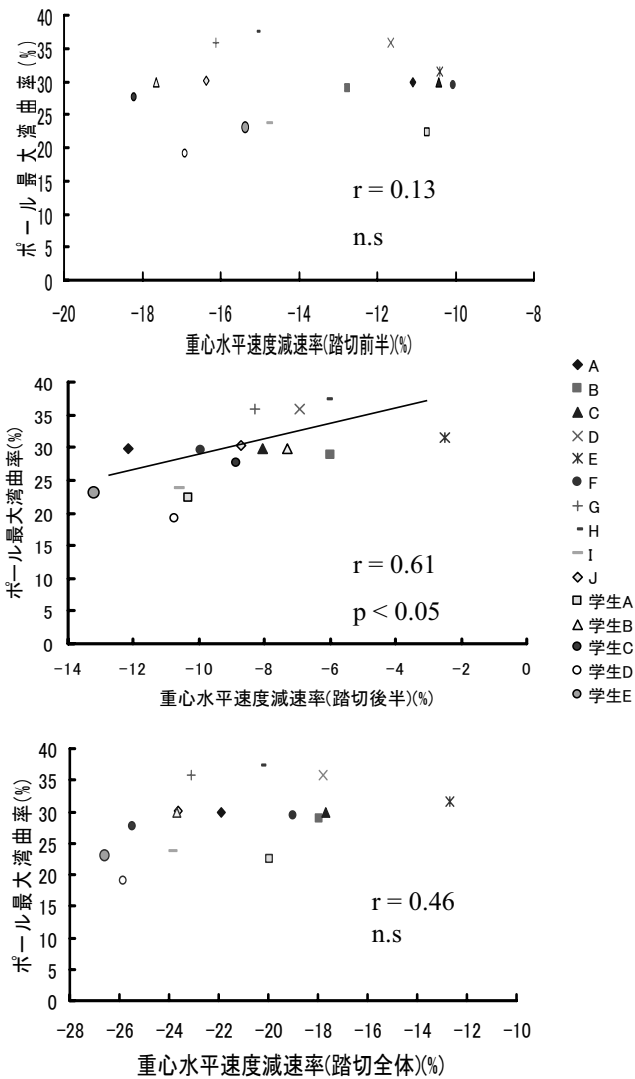 ポール最大湾曲率(%)
40
35
30
25
20
15
10
5
0
r = 0.13
n.s
-20 -18 -16 -14 -12 -10 -8
重心水平速度減速率(踏切前半)(%)
ポール最大湾曲率(%)
40
35
30
25
20
15
10
5
0
r = 0.61
p < 0.05
-14 -12 -10 -8 -6 -4 -2 0
重心水平速度減速率(踏切後半)(%)
A
B
C
D
E
F
G
H
I
J
学生A
学生B
学生C
学生D
学生E
ポール最大湾曲率(%)
40
35
30
25
20
15
10
5
0
r = 0.46
n.s
-28 -26 -24 -22 -20 -18 -16 -14 -12 -10
重心水平速度減速率(踏切全体)(%)